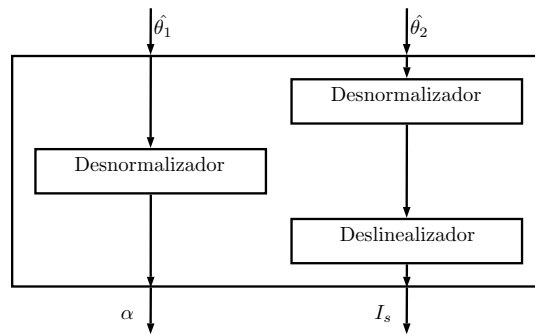 θ̂₁ θ̂₂
Desnormalizador
Desnormalizador
Deslinealizador
α Iₛ